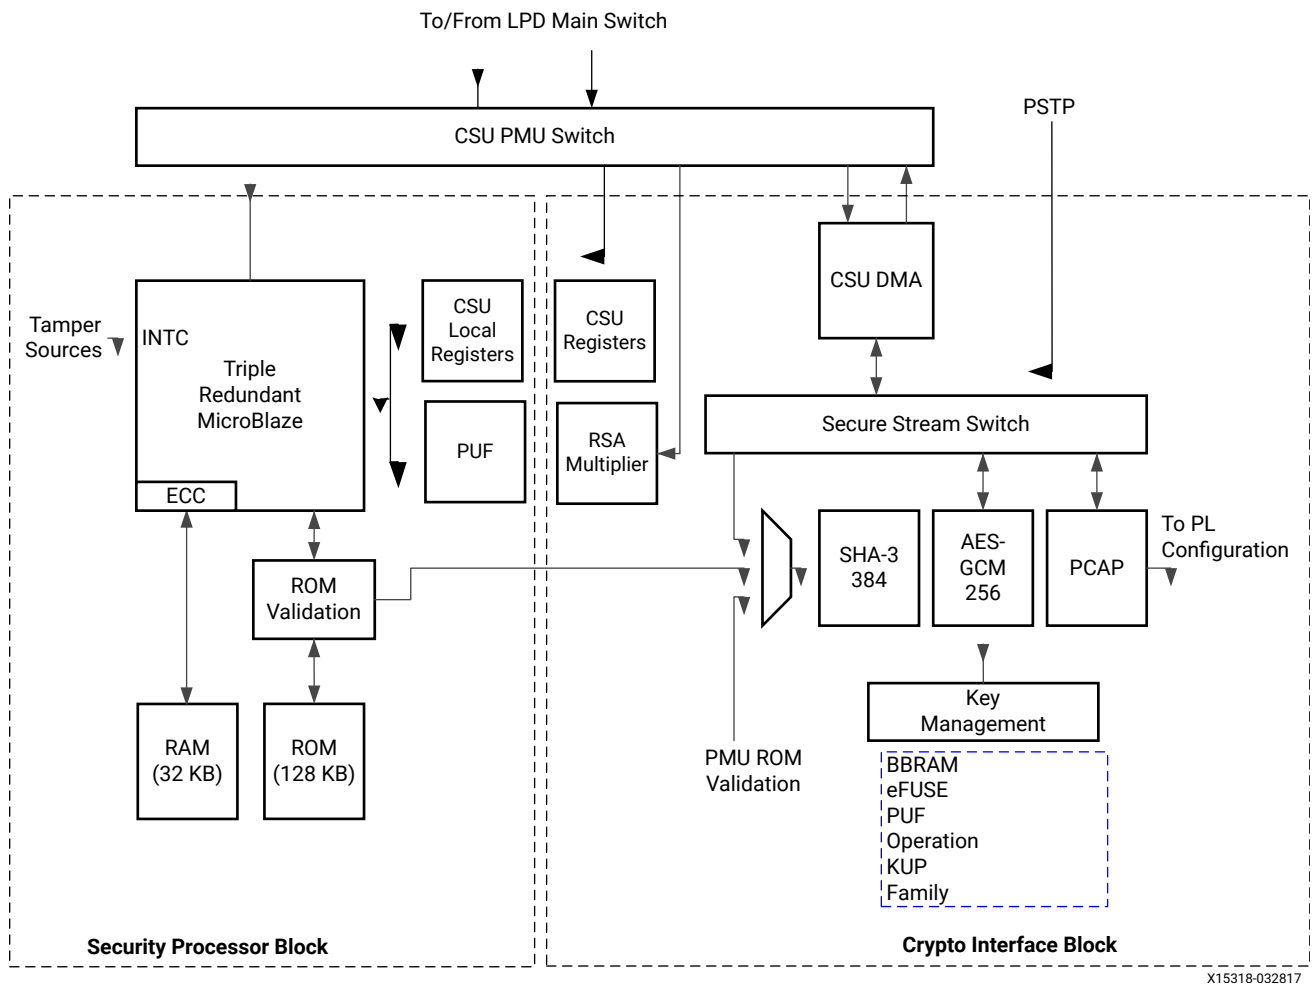 To/From LPD Main Switch
CSU PMU Switch
PSTP
CSU DMA
Tamper
Sources
INTC
Triple
Redundant
MicroBlaze
ECC
CSU
Local
Registers
PUF
CSU
Registers
RSA
Multiplier
Secure Stream Switch
ROM
Validation
SHA-3
384
AES-
GCM
256
PCAP
To PL
Configuration
RAM
(32 KB)
ROM
(128 KB)
PMU ROM
Validation
Key
Management
BBRAM
eFUSE
PUF
Operation
KUP
Family
Security Processor Block
Crypto Interface Block
X15318-032817